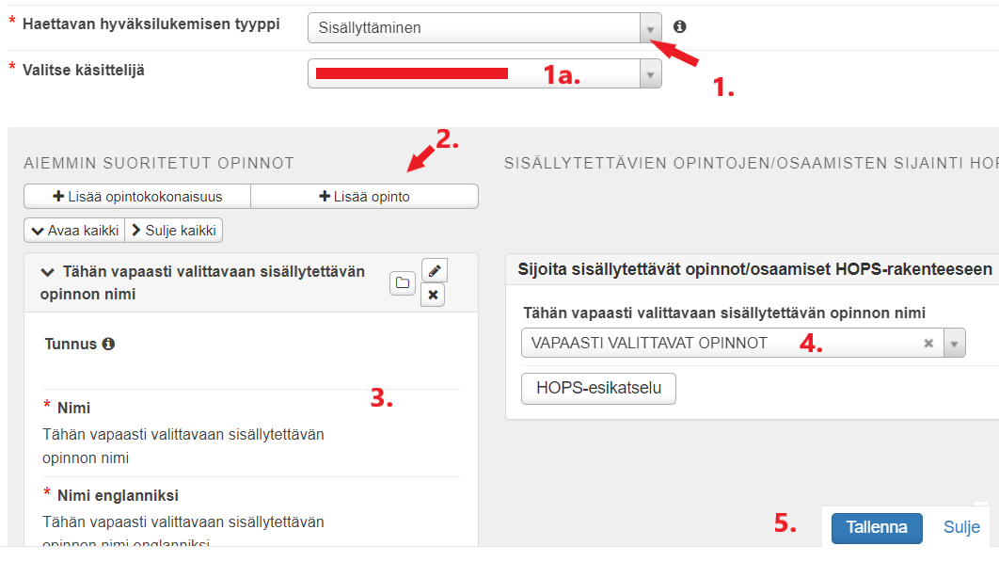 * Haettavan hyväksilukemisen tyyppi
Sisällyttäminen
1.
* Valitse käsittelijä
1a.
2.
AIEMMIN SUORITETUT OPINNOT
+ Lisää opintokokonaisuus
+ Lisää opinto
Avaa kaikki
Sulje kaikki
Tähän vapaasti valittavaan sisällytettävän
opinnon nimi
Tunnus
3.
* Nimi
Tähän vapaasti valittavaan sisällytettävän
opinnon nimi
* Nimi englanniksi
Tähän vapaasti valittavaan sisällytettävän
opinnon nimi englanniksi
SISÄLLYTETTÄVIEN OPINTOJEN/OSAAMISTEN SIJAINTI HOP
Sijoita sisällytettävät opinnot/osaamiset HOPS-rakenteeseen
Tähän vapaasti valittavaan sisällytettävän opinnon nimi
VAPAASTI VALITTAVAT OPINNOT
4.
HOPS-esikatselu
5.
Tallenna
Sulje